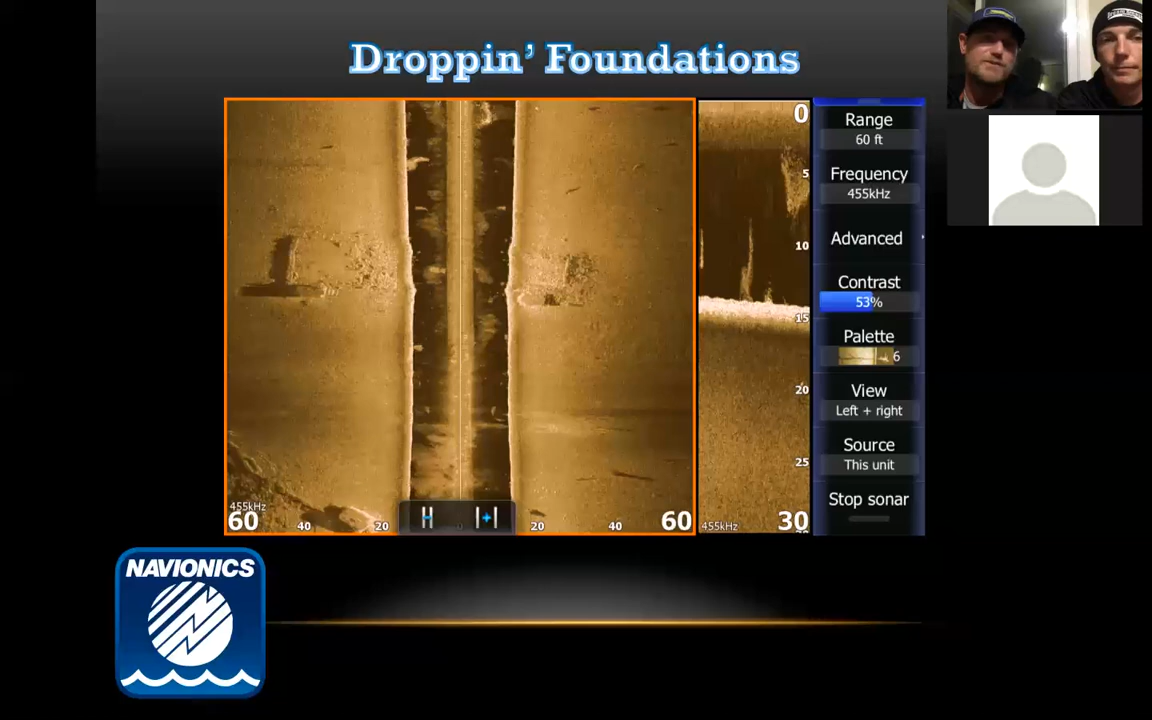 Droppin' Foundations
0
5
10
15
20
25
30
455kHz
455kHz
60
40
20
20
40
60
Range
60 ft
Frequency
455kHz
Advanced
Contrast
53%
Palette
6
View
Left + right
Source
This unit
Stop sonar
NAVIONICS